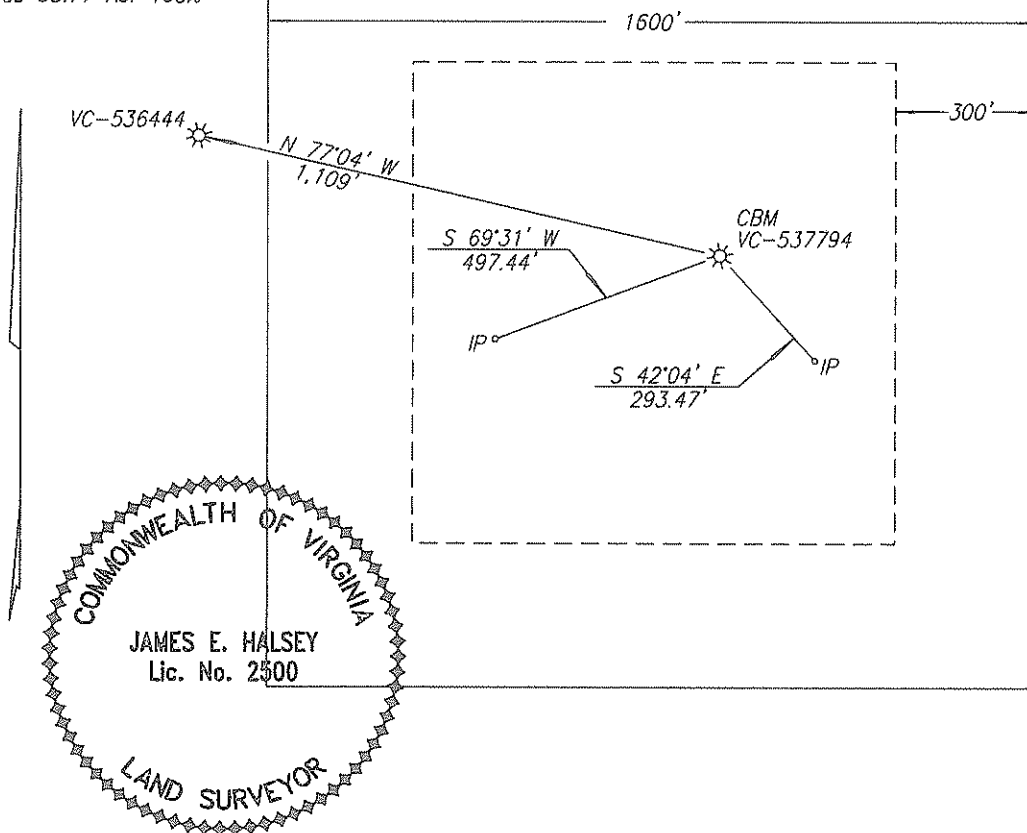 1600'
300'
VC-536444
N 77°04' W
1,109'
CBM
VC-537794
S 69°31' W
497.44'
IP
IP
S 42°04' E
293.47'
COMMONWEALTH OF VIRGINIA
JAMES E. HALSEY
Lic. No. 2500
LAND SURVEYOR